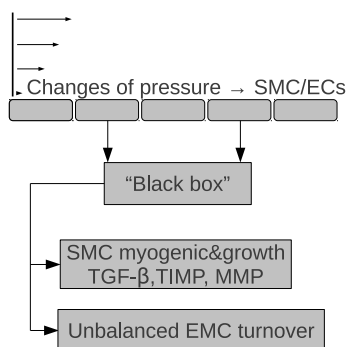 Changes of pressure → SMC/ECs
“Black box”
SMC myogenic&growth
TGF-β,TIMP, MMP
Unbalanced EMC turnover